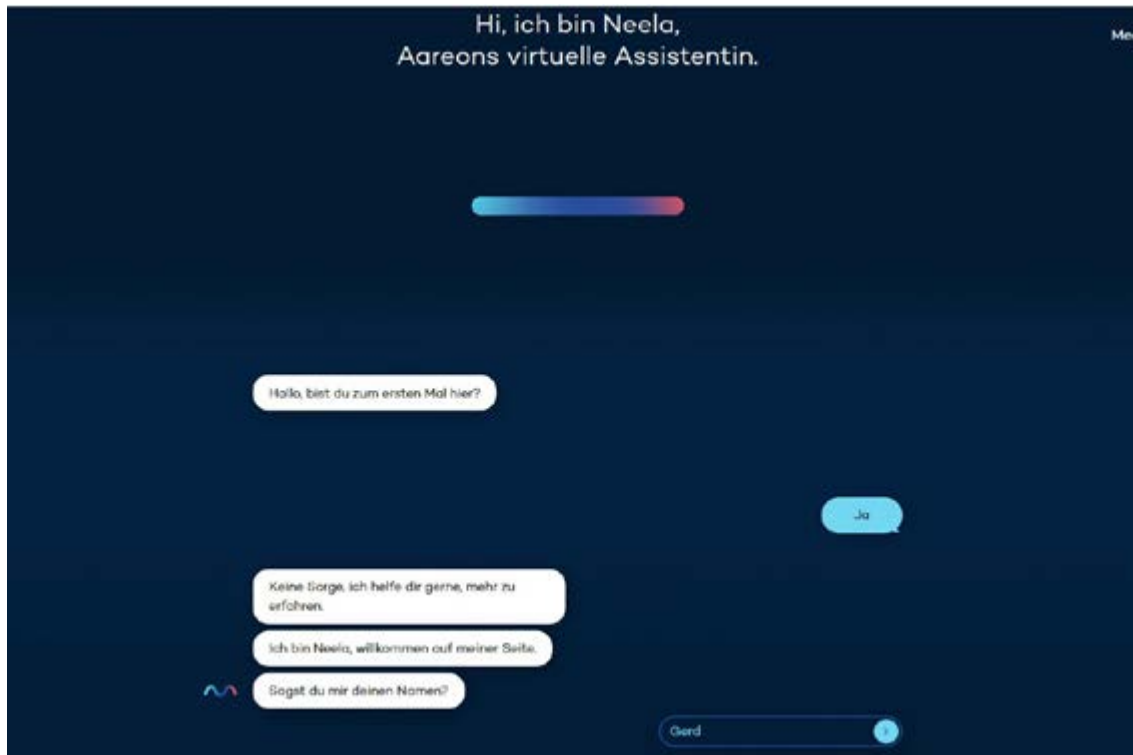 Hi, ich bin Neela,
Aareons virtuelle Assistentin.
Hallo, bist du zum ersten Mal hier?
Ja
Keine Sorge, ich helfe dir gerne, mehr zu
erfahren.
Ich bin Neela, willkommen auf meiner Seite.
Sagst du mir deinen Namen?
Gerd